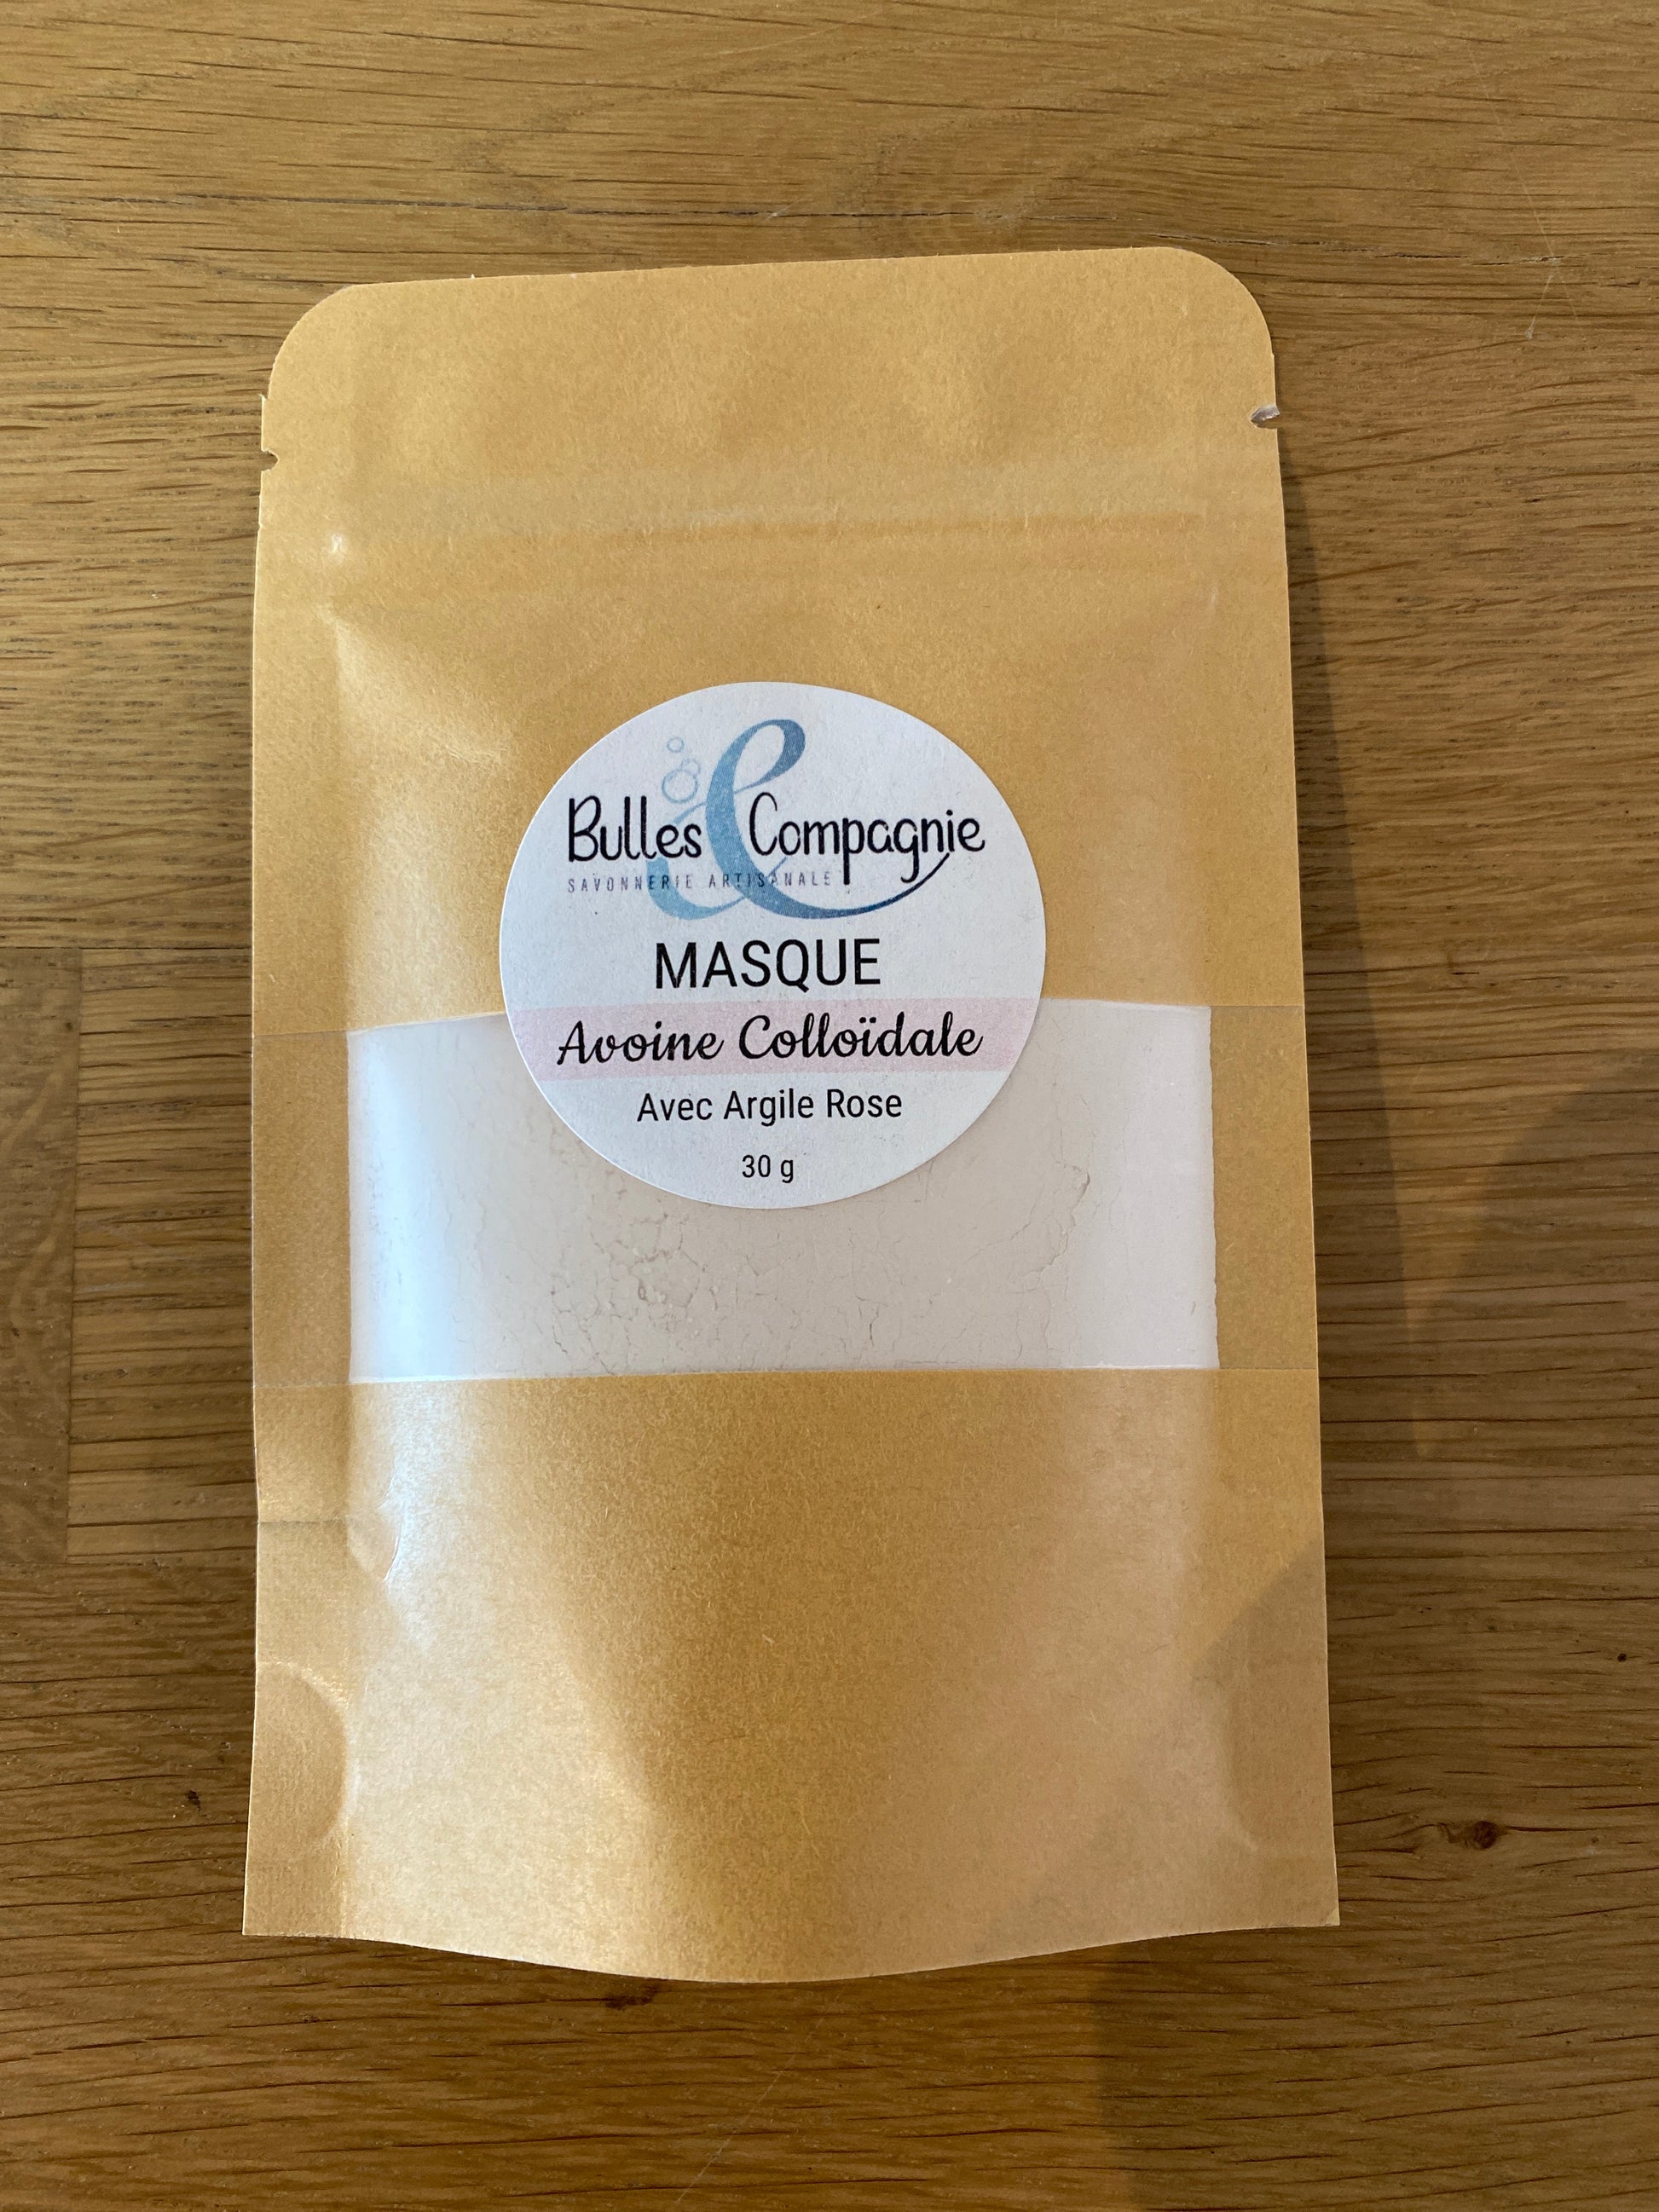 Bulles & Compagnie
SAVONNERIE ARTISANALE
MASQUE
Avoine Colloïdale
Avec Argile Rose
30 g